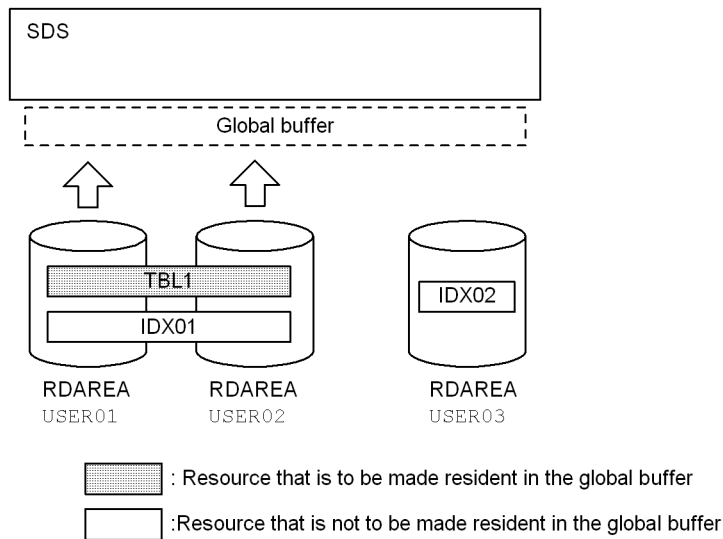 SDS
Global buffer
TBL1
IDX01
IDX02
RDAREA RDAREA RDAREA
USER01 USER02 USER03
: Resource that is to be made resident in the global buffer
:Resource that is not to be made resident in the global buffer